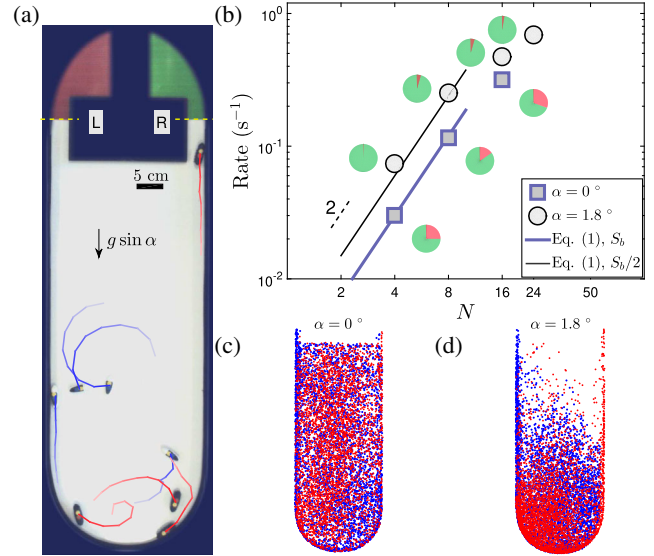 (a)
L
R
5 cm
g sin α
(b)
Rate (s⁻¹)
10⁰
10⁻¹
10⁻²
2
α = 0 °
α = 1.8 °
Eq. (1), S_b
Eq. (1), S_b/2
2
4
8
16
24
50
N
(c)
α = 0 °
(d)
α = 1.8 °